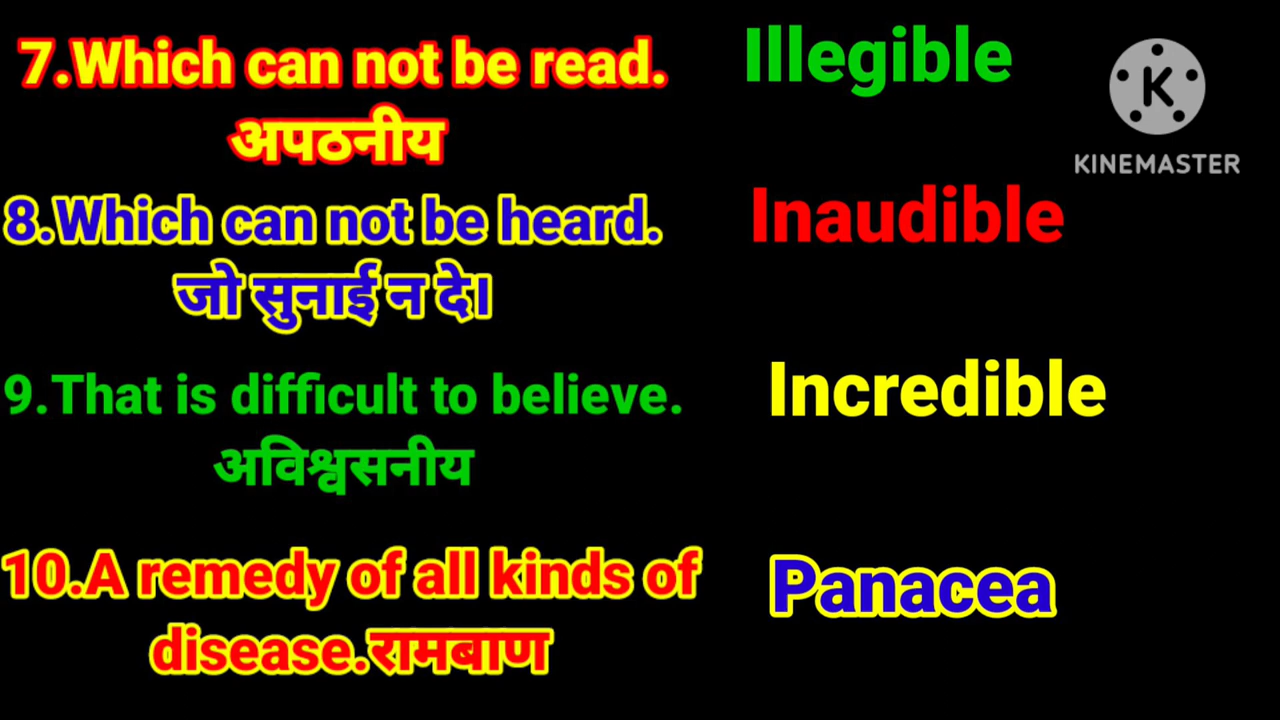 7.Which can not be read.
Illegible
अपठनीय
KINEMASTER
8.Which can not be heard.
Inaudible
जो सुनाई न दे।
9.That is difficult to believe.
Incredible
अविश्वसनीय
10.A remedy of all kinds of
disease.रामबाण
Panacea